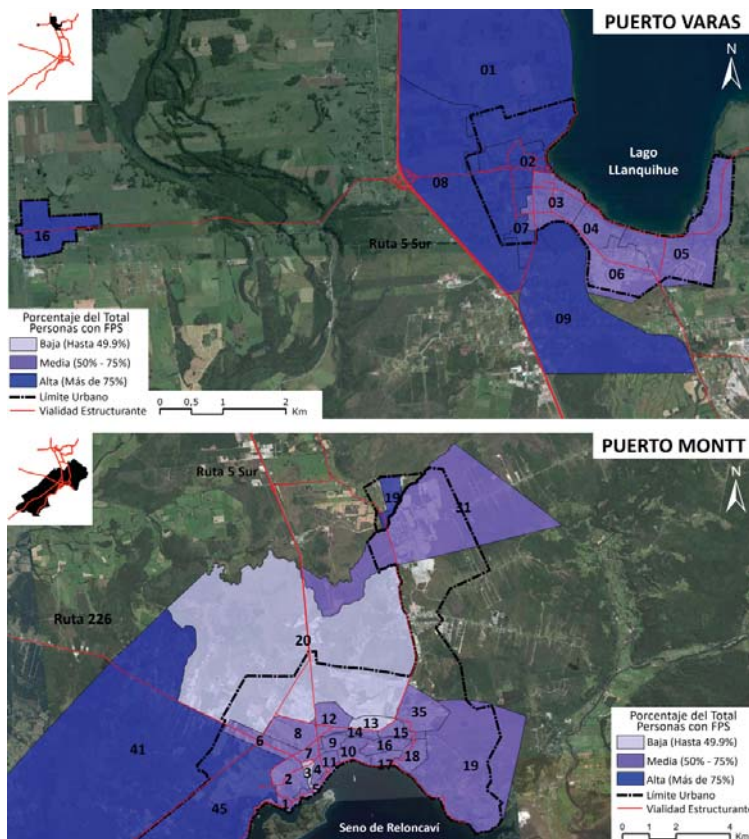 PUERTO VARAS
N
01
02
Lago
LLanquihue
08
03
16
07
04
Ruta 5 Sur
05
06
09
Porcentaje del Total
Personas con FPS
Baja (Hasta 49.9%)
Media (50% - 75%)
Alta (Más de 75%)
Límite Urbano
Vialidad Estructurante
0 0,5 1 2
Km
PUERTO MONTT
Ruta 5 Sur
N
19
31
Ruta 226
20
35
12
13
41
6
8
14
15
9
16
7
10
18
11
17
19
2
3
4
45
5
1
Seno de Reloncaví
Porcentaje del Total
Personas con FPS
Baja (Hasta 49.9%)
Media (50% - 75%)
Alta (Más de 75%)
Límite Urbano
Vialidad Estructurante
0 1 2 4
Km